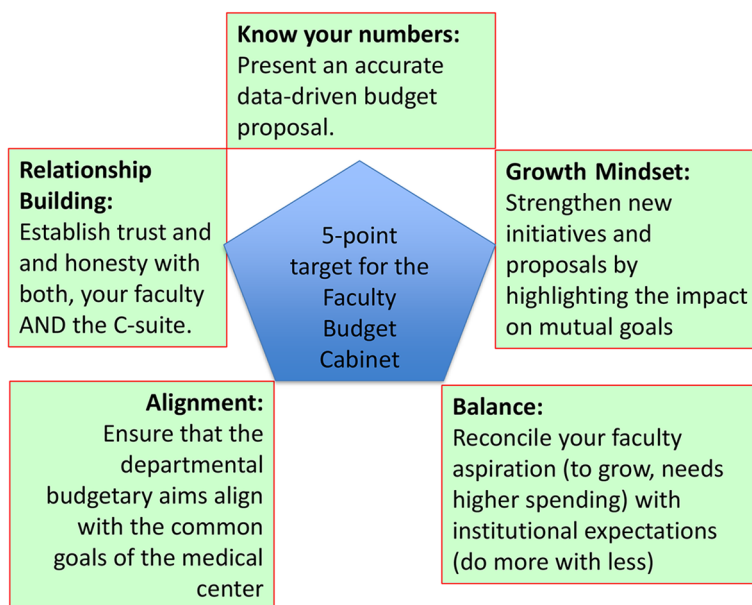 Know your numbers:
Present an accurate
data-driven budget
proposal.
Relationship
Building:
Establish trust and
and honesty with
both, your faculty
AND the C-suite.
5-point
target for the
Faculty
Budget
Cabinet
Growth Mindset:
Strengthen new
initiatives and
proposals by
highlighting the impact
on mutual goals
Alignment:
Ensure that the
departmental
budgetary aims align
with the common
goals of the medical
center
Balance:
Reconcile your faculty
aspiration (to grow, needs
higher spending) with
institutional expectations
(do more with less)